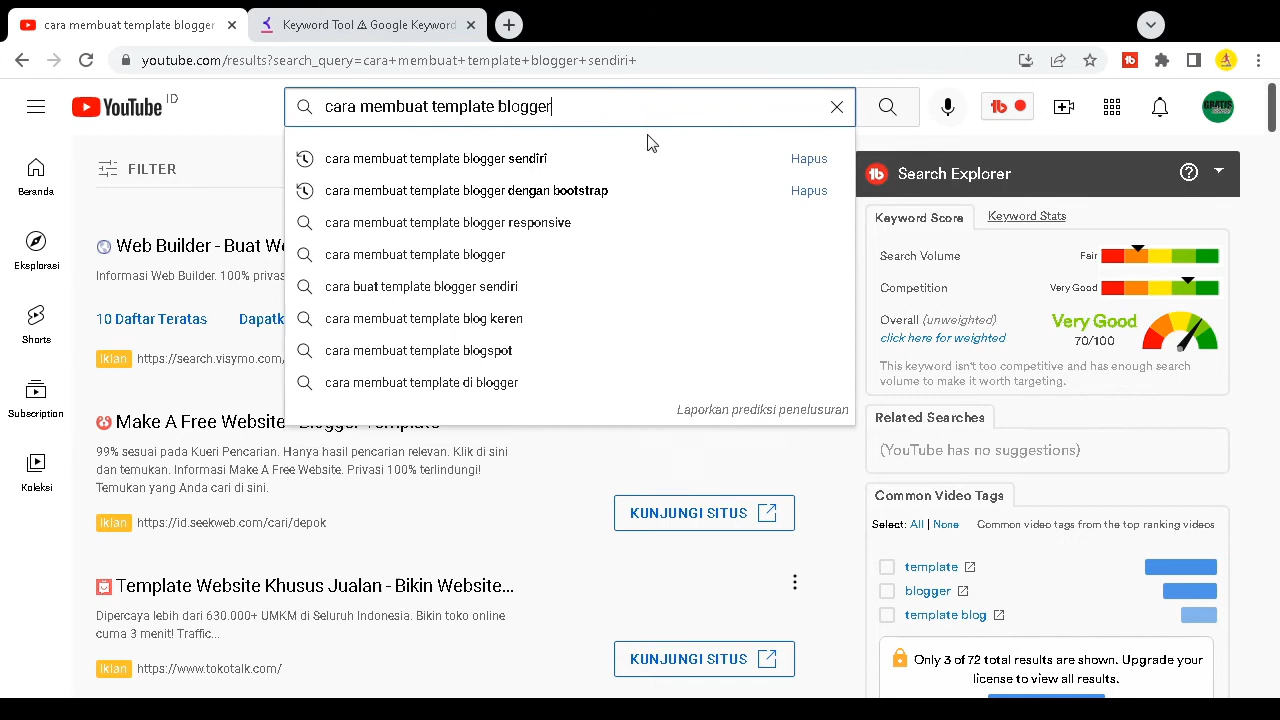 cara membuat template blogger
Keyword Tool ⚠ Google Keyword
youtube.com/results?search_query=cara+membuat+template+blogger+sendiri+
YouTube ID
cara membuat template blogger
GRATIS
FILTER
cara membuat template blogger sendiri Hapus
cara membuat template blogger dengan bootstrap Hapus
cara membuat template blogger responsive
cara membuat template blogger
cara buat template blogger sendiri
cara membuat template blog keren
cara membuat template blogspot
cara membuat template di blogger
Laporkan prediksi penelusuran
Beranda
Eksplorasi
Shorts
Subscription
Koleksi
Web Builder - Buat We
Informasi Web Builder. 100% privas
10 Daftar Teratas Dapatk
Iklan https://search.visymo.com/
Make A Free Website
99% sesuai pada Kueri Pencarian. Hanya hasil pencarian relevan. Klik di sini
dan temukan. Informasi Make A Free Website. Privasi 100% terlindungi!
Temukan yang Anda cari di sini.
Iklan https://id.seekweb.com/cari/depok
KUNJUNGI SITUS
Template Website Khusus Jualan - Bikin Website...
Dipercaya lebih dari 630.000+ UMKM di Seluruh Indonesia. Bikin toko online
cuma 3 menit! Traffic...
Iklan https://www.tokotalk.com/
KUNJUNGI SITUS
Search Explorer
Keyword Score Keyword Stats
Search Volume Fair
Competition Very Good
Overall (unweighted) Very Good
click here for weighted 70/100
This keyword isn't too competitive and has enough search
volume to make it worth targeting.
Related Searches
(YouTube has no suggestions)
Common Video Tags
Select: All | None Common video tags from the top ranking videos
template
blogger
template blog
Only 3 of 72 total results are shown. Upgrade your
license to view all results.